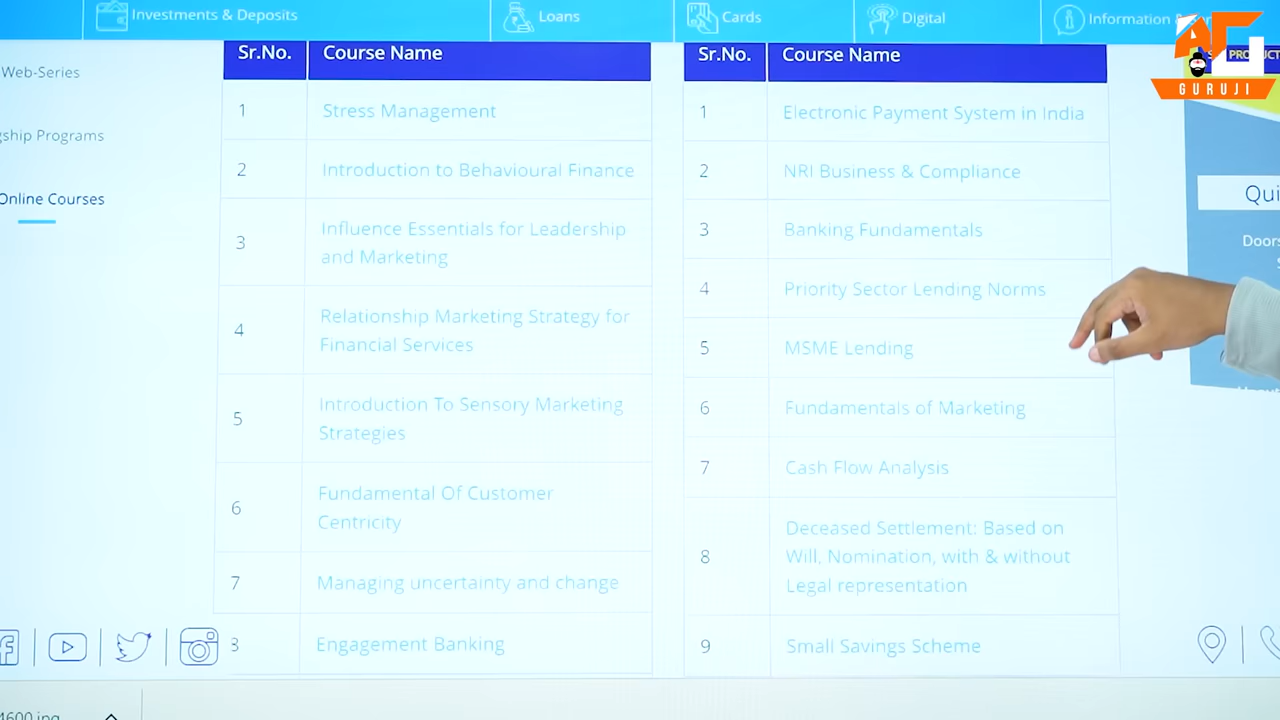 Investments & Deposits
Loans
Cards
Digital
Information
AG
GURUJI
PRODUCT
Web-Series
Programs
Online Courses
Sr.No. Course Name
1 Stress Management
2 Introduction to Behavioural Finance
3 Influence Essentials for Leadership
and Marketing
4 Relationship Marketing Strategy for
Financial Services
5 Introduction To Sensory Marketing
Strategies
6 Fundamental Of Customer
Centricity
7 Managing uncertainty and change
8 Engagement Banking
Sr.No. Course Name
1 Electronic Payment System in India
2 NRI Business & Compliance
3 Banking Fundamentals
4 Priority Sector Lending Norms
5 MSME Lending
6 Fundamentals of Marketing
7 Cash Flow Analysis
8 Deceased Settlement: Based on
Will, Nomination, with & without
Legal representation
9 Small Savings Scheme
Qui
Doors
4600.jpg